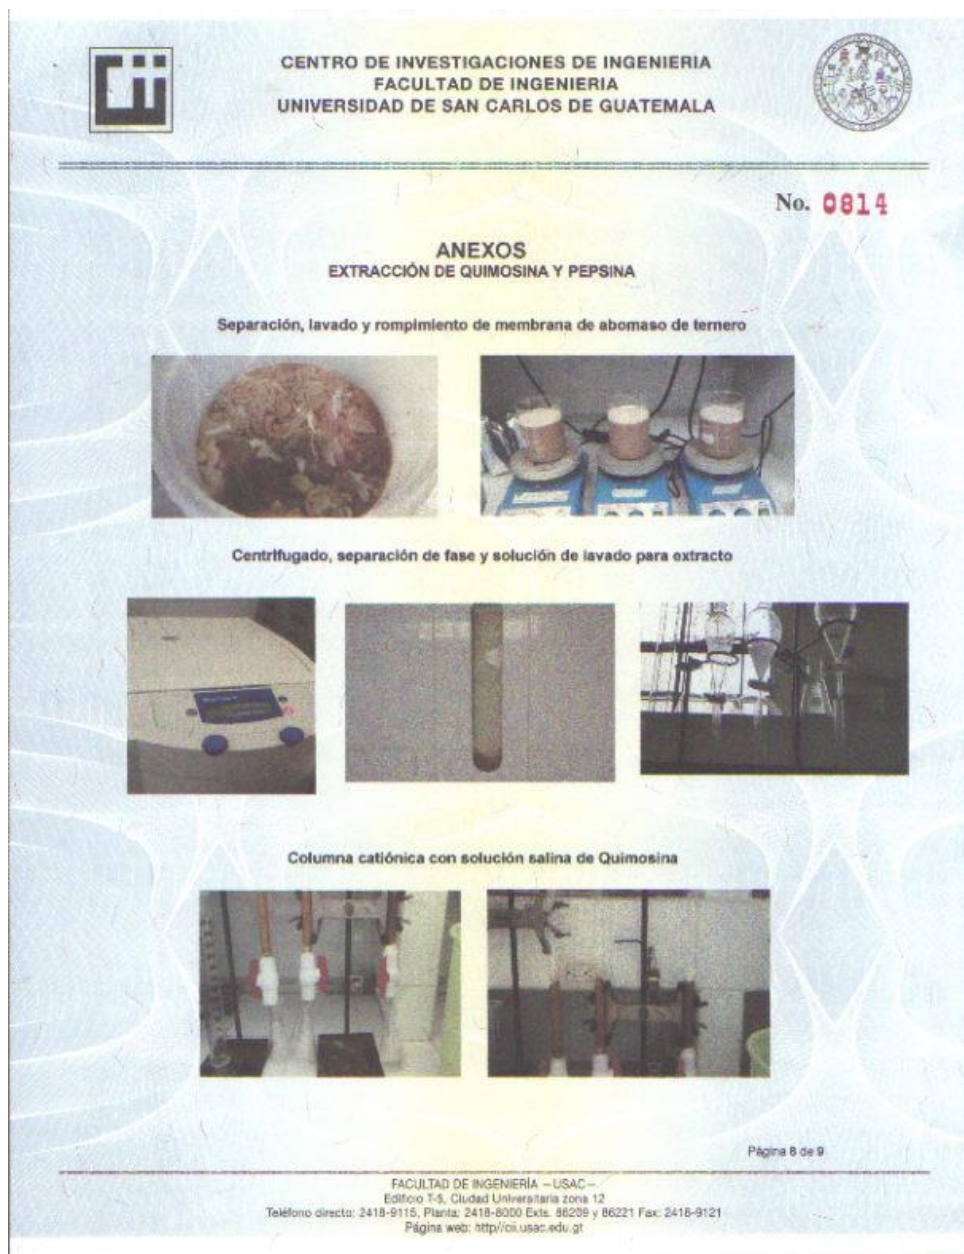 CENTRO DE INVESTIGACIONES DE INGENIERIA
FACULTAD DE INGENIERIA
UNIVERSIDAD DE SAN CARLOS DE GUATEMALA
No. 0814
ANEXOS
EXTRACCIÓN DE QUIMOSINA Y PEPSINA
Separación, lavado y rompimiento de membrana de abomaso de ternero
Centrifugado, separación de fase y solución de lavado para extracto
Columna catiónica con solución salina de Quimosina
Página 8 de 9
FACULTAD DE INGENIERÍA –USAC–
Edificio T-5, Ciudad Universitaria zona 12
Teléfono directo: 2418-9115, Planta: 2418-8000 Exts. 86209 y 86221 Fax: 2418-9121
Página web: http//cii.usac.edu.gt